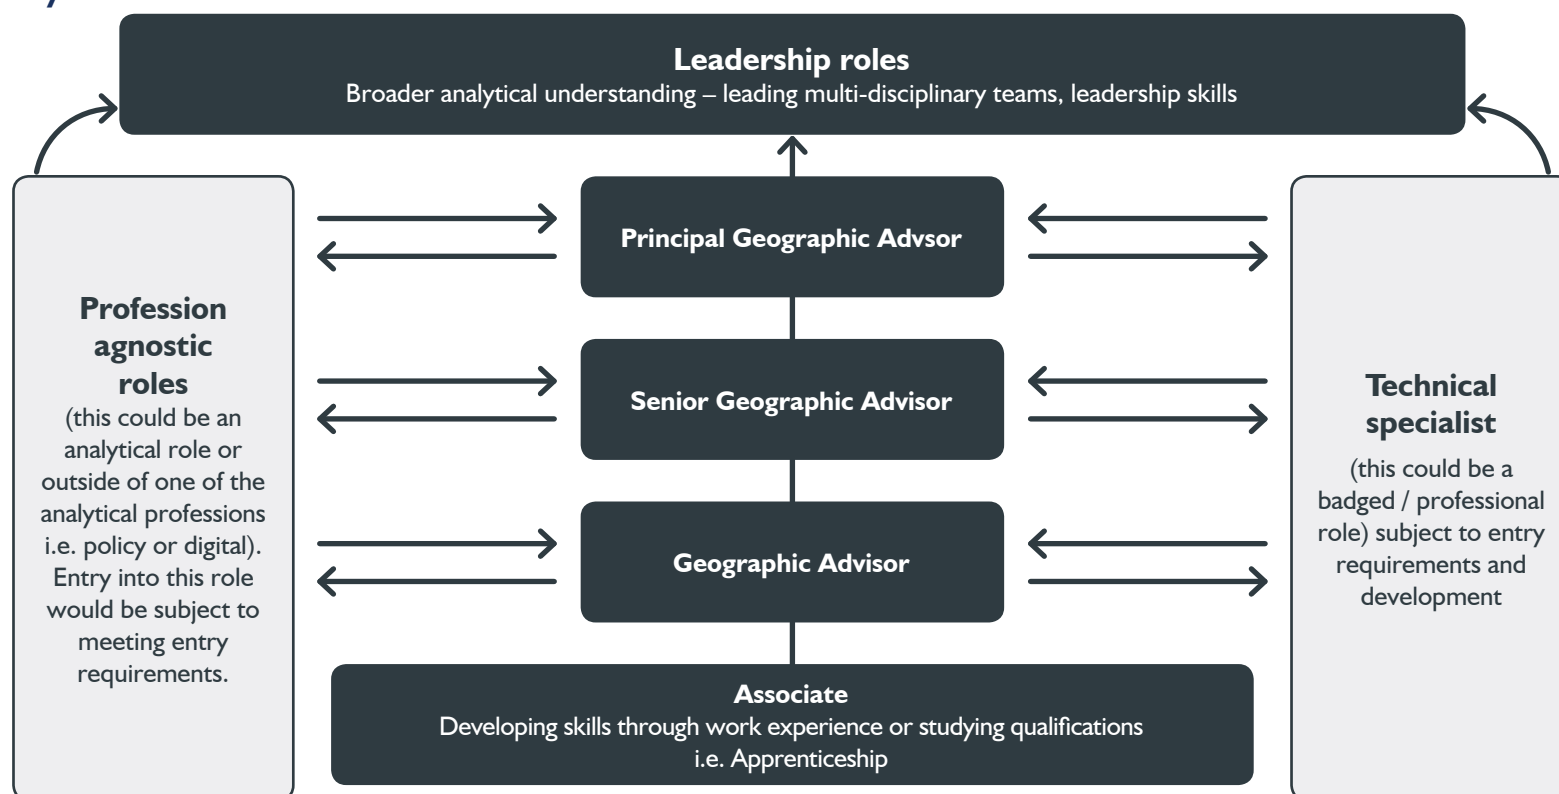 Leadership roles
Broader analytical understanding – leading multi-disciplinary teams, leadership skills
Profession
agnostic
roles
(this could be an
analytical role or
outside of one of the
analytical professions
i.e. policy or digital).
Entry into this role
would be subject to
meeting entry
requirements.
Principal Geographic Advsor
Senior Geographic Advisor
Geographic Advisor
Associate
Developing skills through work experience or studying qualifications
i.e. Apprenticeship
Technical
specialist
(this could be a
badged / professional
role) subject to entry
requirements and
development